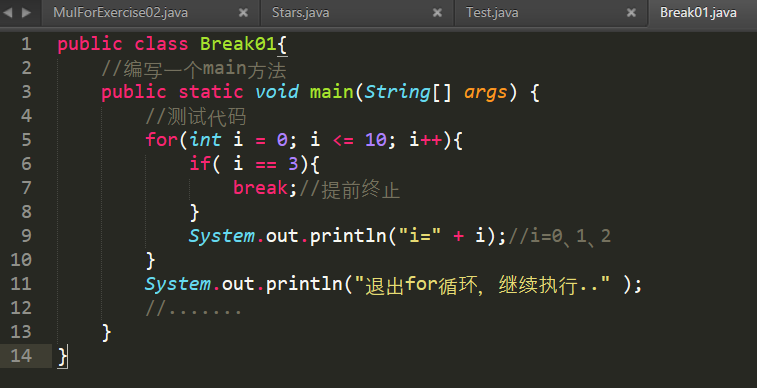 MulForExercise02.java × Stars.java × Test.java × Break01.java
1 public class Break01{
2 //编写一个main方法
3 public static void main(String[] args) {
4 //测试代码
5 for(int i = 0; i <= 10; i++){
6 if( i == 3){
7 break;//提前终止
8 }
9 System.out.println("i=" + i);//i=0、1、2
10 }
11 System.out.println("退出for循环, 继续执行.." );
12 //.......
13 }
14 }